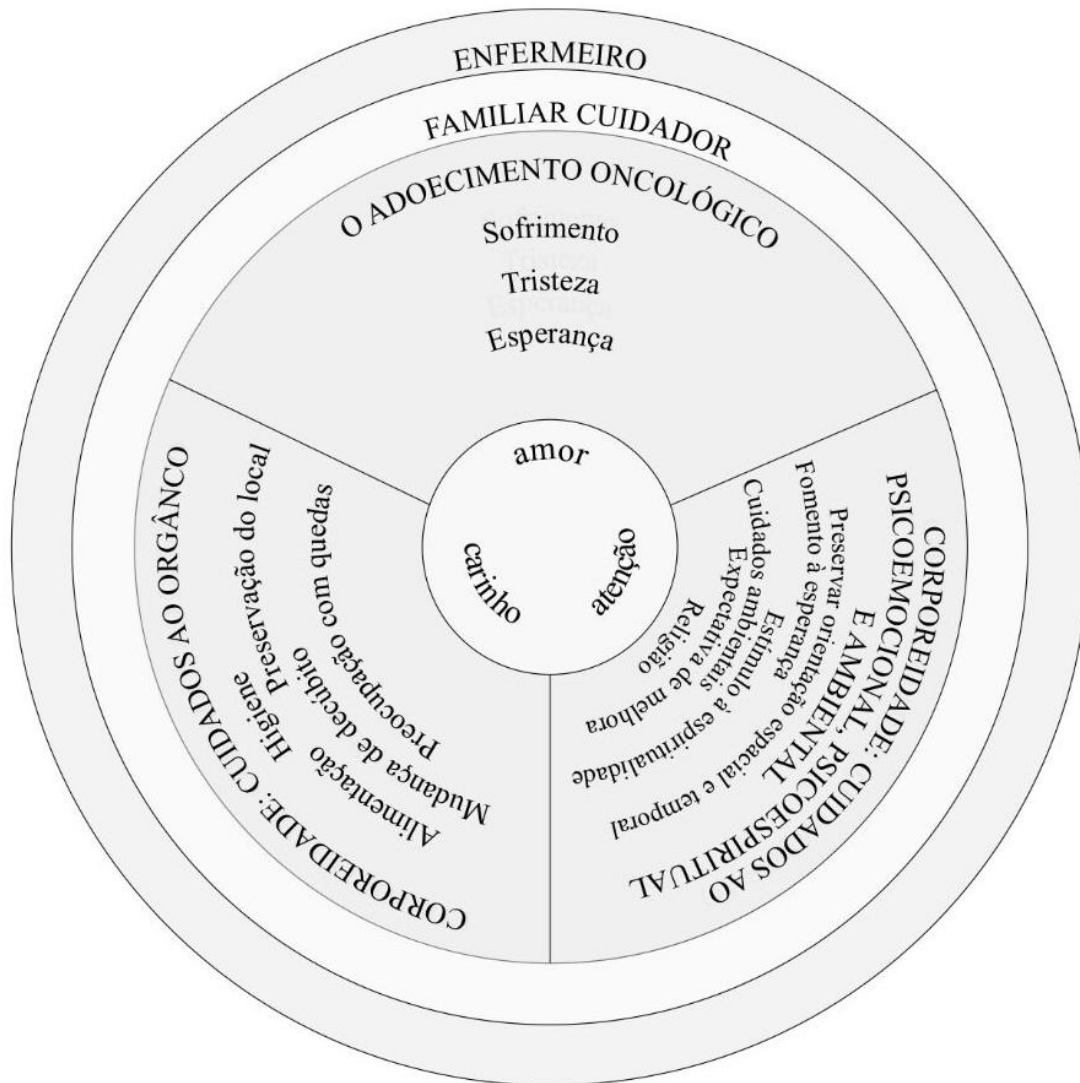 ENFERMEIRO
FAMILIAR CUIDADOR
O ADOECIMENTO ONCOLÓGICO
Sofrimento
Tristeza
Esperança
amor
carinho
atenção
CORPOREIDADE: CUIDADOS AO ORGÂNCO
Higiene
Preservação do local
Alimentação
Mudança de decúbito
Preocupação com quedas
CORPOREIDADE: CUIDADOS AO
PSICOEMOCIONAL, PSICOESPIRITUAL
E AMBIENTAL
Preservar orientação espacial e temporal
Fomento à esperança
Estímulo à espiritualidade
Cuidados ambientais
Expectativa de melhora
Religião